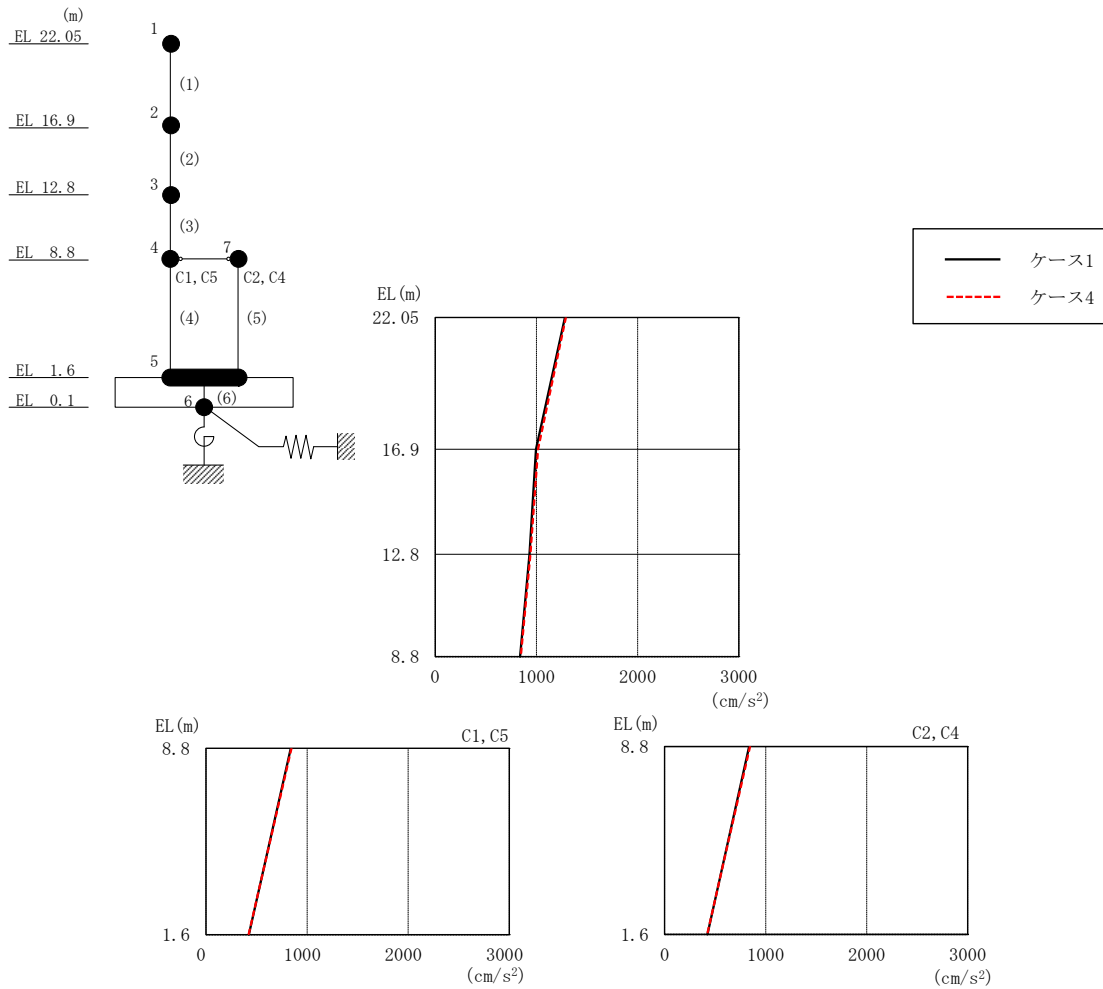 (m)
EL 22.05
1
(1)
EL 16.9
2
(2)
EL 12.8
3
(3)
EL 8.8
4
7
C1,C5
C2,C4
(4)
(5)
EL 1.6
5
EL 0.1
6
(6)
ケース1
ケース4
EL(m)
22.05
16.9
12.8
8.8
0 1000 2000 3000
(cm/s²)
EL(m)
C1,C5
8.8
1.6
0 1000 2000 3000
(cm/s²)
EL(m)
C2,C4
8.8
1.6
0 1000 2000 3000
(cm/s²)